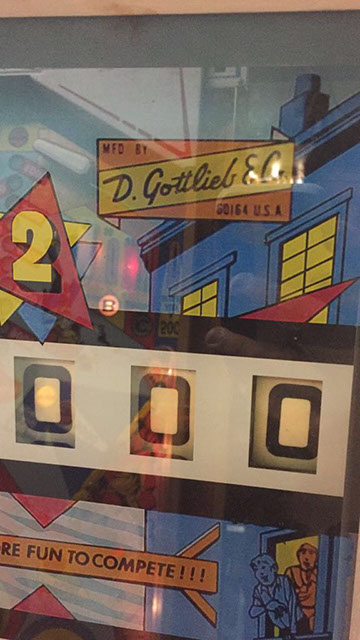 MFD BY
D. Gottlieb & Co.
60164 U.S.A.
2
B
C 200
0 0 0
RE FUN TO COMPETE!!!